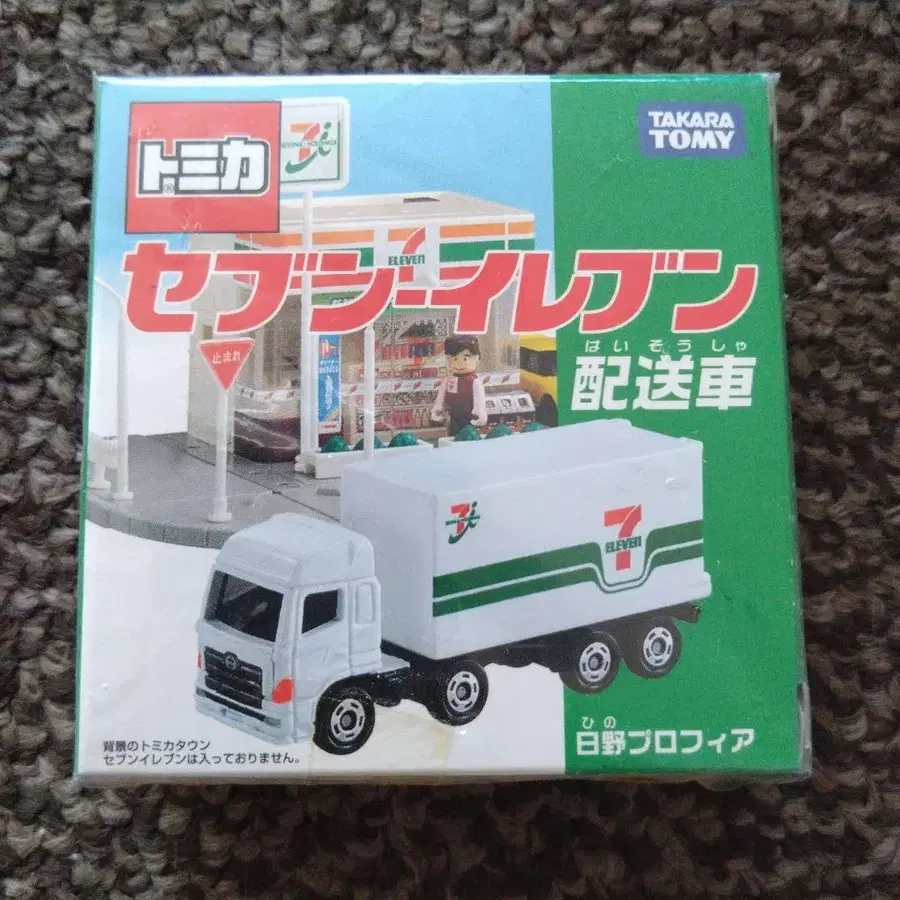 トミカ
®
7
SEVEN&I HOLDINGS
TAKARA
TOMY
7
ELEVEN
セブン-イレブン
はいそうしゃ
配送車
止まれ
7
ELEVEN
ひの
日野プロフィア
背景のトミカタウン
セブンイレブンは入っておりません。